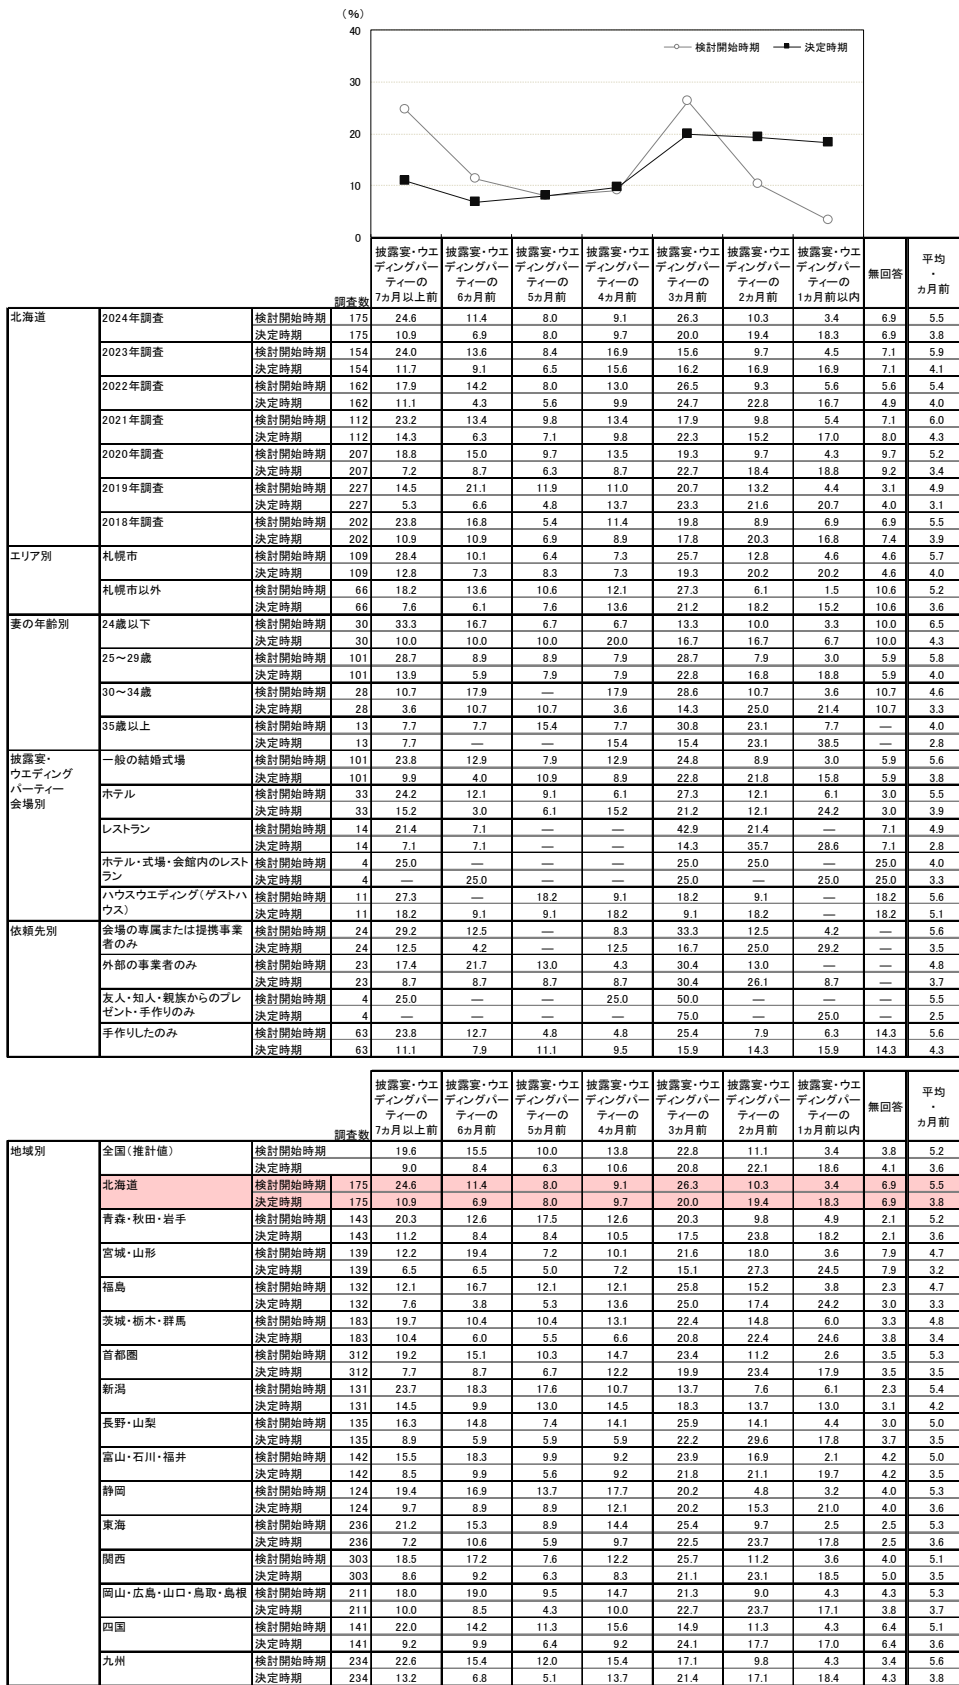 (%)
40
30
20
10
0
検討開始時期 決定時期
調査数 披露宴・ウエディングパーティーの7ヵ月以上前 披露宴・ウエディングパーティーの6ヵ月前 披露宴・ウエディングパーティーの5ヵ月前 披露宴・ウエディングパーティーの4ヵ月前 披露宴・ウエディングパーティーの3ヵ月前 披露宴・ウエディングパーティーの2ヵ月前 披露宴・ウエディングパーティーの1ヵ月前以内 無回答 平均・ヵ月前
北海道 2024年調査 検討開始時期 175 24.6 11.4 8.0 9.1 26.3 10.3 3.4 6.9 5.5
決定時期 175 10.9 6.9 8.0 9.7 20.0 19.4 18.3 6.9 3.8
2023年調査 検討開始時期 154 24.0 13.6 8.4 16.9 15.6 9.7 4.5 7.1 5.9
決定時期 154 11.7 9.1 6.5 15.6 16.2 16.9 16.9 7.1 4.1
2022年調査 検討開始時期 162 17.9 14.2 8.0 13.0 26.5 9.3 5.6 5.6 5.4
決定時期 162 11.1 4.3 5.6 9.9 24.7 22.8 16.7 4.9 4.0
2021年調査 検討開始時期 112 23.2 13.4 9.8 13.4 17.9 9.8 5.4 7.1 6.0
決定時期 112 14.3 6.3 7.1 9.8 22.3 15.2 17.0 8.0 4.3
2020年調査 検討開始時期 207 18.8 15.0 9.7 13.5 19.3 9.7 4.3 9.7 5.2
決定時期 207 7.2 8.7 6.3 8.7 22.7 18.4 18.8 9.2 3.4
2019年調査 検討開始時期 227 14.5 21.1 11.9 11.0 20.7 13.2 4.4 3.1 4.9
決定時期 227 5.3 6.6 4.8 13.7 23.3 21.6 20.7 4.0 3.1
2018年調査 検討開始時期 202 23.8 16.8 5.4 11.4 19.8 8.9 6.9 6.9 5.5
決定時期 202 10.9 10.9 6.9 8.9 17.8 20.3 16.8 7.4 3.9
エリア別 札幌市 検討開始時期 109 28.4 10.1 6.4 7.3 25.7 12.8 4.6 4.6 5.7
決定時期 109 12.8 7.3 8.3 7.3 19.3 20.2 20.2 4.6 4.0
札幌市以外 検討開始時期 66 18.2 13.6 10.6 12.1 27.3 6.1 1.5 10.6 5.2
決定時期 66 7.6 6.1 7.6 13.6 21.2 18.2 15.2 10.6 3.6
妻の年齢別 24歳以下 検討開始時期 30 33.3 16.7 6.7 6.7 13.3 10.0 3.3 10.0 6.5
決定時期 30 10.0 10.0 10.0 20.0 16.7 16.7 6.7 10.0 4.3
25～29歳 検討開始時期 101 28.7 8.9 8.9 7.9 28.7 7.9 3.0 5.9 5.8
決定時期 101 13.9 5.9 7.9 7.9 22.8 16.8 18.8 5.9 4.0
30～34歳 検討開始時期 28 10.7 17.9 ― 17.9 28.6 10.7 3.6 10.7 4.6
決定時期 28 3.6 10.7 10.7 3.6 14.3 25.0 21.4 10.7 3.3
35歳以上 検討開始時期 13 7.7 7.7 15.4 7.7 30.8 23.1 7.7 ― 4.0
決定時期 13 7.7 ― ― 15.4 15.4 23.1 38.5 ― 2.8
披露宴・ウエディングパーティー会場別 一般の結婚式場 検討開始時期 101 23.8 12.9 7.9 12.9 24.8 8.9 3.0 5.9 5.6
決定時期 101 9.9 4.0 10.9 8.9 22.8 21.8 15.8 5.9 3.8
ホテル 検討開始時期 33 24.2 12.1 9.1 6.1 27.3 12.1 6.1 3.0 5.5
決定時期 33 15.2 3.0 6.1 15.2 21.2 12.1 24.2 3.0 3.9
レストラン 検討開始時期 14 21.4 7.1 ― ― 42.9 21.4 ― 7.1 4.9
決定時期 14 7.1 7.1 ― ― 14.3 35.7 28.6 7.1 2.8
ホテル・式場・会館内のレストラン 検討開始時期 4 25.0 ― ― ― 25.0 25.0 ― 25.0 4.0
決定時期 4 ― 25.0 ― ― 25.0 ― 25.0 25.0 3.3
ハウスウエディング(ゲストハウス) 検討開始時期 11 27.3 ― 18.2 9.1 18.2 9.1 ― 18.2 5.6
決定時期 11 18.2 9.1 9.1 18.2 9.1 18.2 ― 18.2 5.1
依頼先別 会場の専属または提携事業者のみ 検討開始時期 24 29.2 12.5 ― 8.3 33.3 12.5 4.2 ― 5.6
決定時期 24 12.5 4.2 ― 12.5 16.7 25.0 29.2 ― 3.5
外部の事業者のみ 検討開始時期 23 17.4 21.7 13.0 4.3 30.4 13.0 ― ― 4.8
決定時期 23 8.7 8.7 8.7 8.7 30.4 26.1 8.7 ― 3.7
友人・知人・親族からのプレゼント・手作りのみ 検討開始時期 4 25.0 ― ― 25.0 50.0 ― ― ― 5.5
決定時期 4 ― ― ― ― 75.0 ― 25.0 ― 2.5
手作りしたのみ 検討開始時期 63 23.8 12.7 4.8 4.8 25.4 7.9 6.3 14.3 5.6
決定時期 63 11.1 7.9 11.1 9.5 15.9 14.3 15.9 14.3 4.3
調査数 披露宴・ウエディングパーティーの7ヵ月以上前 披露宴・ウエディングパーティーの6ヵ月前 披露宴・ウエディングパーティーの5ヵ月前 披露宴・ウエディングパーティーの4ヵ月前 披露宴・ウエディングパーティーの3ヵ月前 披露宴・ウエディングパーティーの2ヵ月前 披露宴・ウエディングパーティーの1ヵ月前以内 無回答 平均・ヵ月前
地域別 全国(推計値) 検討開始時期 19.6 15.5 10.0 13.8 22.8 11.1 3.4 3.8 5.2
決定時期 9.0 8.4 6.3 10.6 20.8 22.1 18.6 4.1 3.6
北海道 検討開始時期 175 24.6 11.4 8.0 9.1 26.3 10.3 3.4 6.9 5.5
決定時期 175 10.9 6.9 8.0 9.7 20.0 19.4 18.3 6.9 3.8
青森・秋田・岩手 検討開始時期 143 20.3 12.6 17.5 12.6 20.3 9.8 4.9 2.1 5.2
決定時期 143 11.2 8.4 8.4 10.5 17.5 23.8 18.2 2.1 3.6
宮城・山形 検討開始時期 139 12.2 19.4 7.2 10.1 21.6 18.0 3.6 7.9 4.7
決定時期 139 6.5 6.5 5.0 7.2 15.1 27.3 24.5 7.9 3.2
福島 検討開始時期 132 12.1 16.7 12.1 12.1 25.8 15.2 3.8 2.3 4.7
決定時期 132 7.6 3.8 5.3 13.6 25.0 17.4 24.2 3.0 3.3
茨城・栃木・群馬 検討開始時期 183 19.7 10.4 10.4 13.1 22.4 14.8 6.0 3.3 4.8
決定時期 183 10.4 6.0 5.5 6.6 20.8 22.4 24.6 3.8 3.4
首都圏 検討開始時期 312 19.2 15.1 10.3 14.7 23.4 11.2 2.6 3.5 5.3
決定時期 312 7.7 8.7 6.7 12.2 19.9 23.4 17.9 3.5 3.5
新潟 検討開始時期 131 23.7 18.3 17.6 10.7 13.7 7.6 6.1 2.3 5.4
決定時期 131 14.5 9.9 13.0 14.5 18.3 13.7 13.0 3.1 4.2
長野・山梨 検討開始時期 135 16.3 14.8 7.4 14.1 25.9 14.1 4.4 3.0 5.0
決定時期 135 8.9 5.9 5.9 5.9 22.2 29.6 17.8 3.7 3.5
富山・石川・福井 検討開始時期 142 15.5 18.3 9.9 9.2 23.9 16.9 2.1 4.2 5.0
決定時期 142 8.5 9.9 5.6 9.2 21.8 21.1 19.7 4.2 3.5
静岡 検討開始時期 124 19.4 16.9 13.7 17.7 20.2 4.8 3.2 4.0 5.3
決定時期 124 9.7 8.9 8.9 12.1 20.2 15.3 21.0 4.0 3.6
東海 検討開始時期 236 21.2 15.3 8.9 14.4 25.4 9.7 2.5 2.5 5.3
決定時期 236 7.2 10.6 5.9 9.7 22.5 23.7 17.8 2.5 3.6
関西 検討開始時期 303 18.5 17.2 7.6 12.2 25.7 11.2 3.6 4.0 5.1
決定時期 303 8.6 9.2 6.3 8.3 21.1 23.1 18.5 5.0 3.5
岡山・広島・山口・鳥取・島根 検討開始時期 211 18.0 19.0 9.5 14.7 21.3 9.0 4.3 4.3 5.3
決定時期 211 10.0 8.5 4.3 10.0 22.7 23.7 17.1 3.8 3.7
四国 検討開始時期 141 22.0 14.2 11.3 15.6 14.9 11.3 4.3 6.4 5.1
決定時期 141 9.2 9.9 6.4 9.2 24.1 17.7 17.0 6.4 3.6
九州 検討開始時期 234 22.6 15.4 12.0 15.4 17.1 9.8 4.3 3.4 5.6
決定時期 234 13.2 6.8 5.1 13.7 21.4 17.1 18.4 4.3 3.8